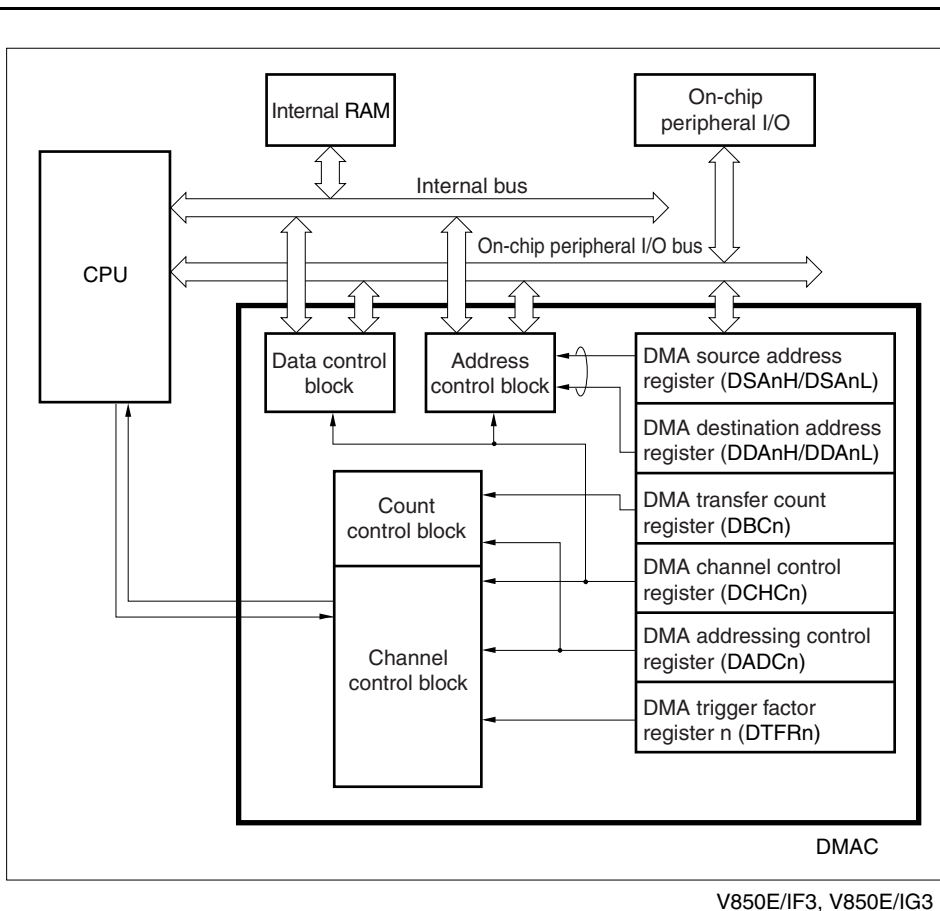 Internal RAM
On-chip
peripheral I/O
Internal bus
On-chip peripheral I/O bus
CPU
Data control
block
Address
control block
DMA source address
register (DSAnH/DSAnL)
DMA destination address
register (DDAnH/DDAnL)
Count
control block
DMA transfer count
register (DBCn)
DMA channel control
register (DCHCn)
Channel
control block
DMA addressing control
register (DADCn)
DMA trigger factor
register n (DTFRn)
DMAC
V850E/IF3, V850E/IG3